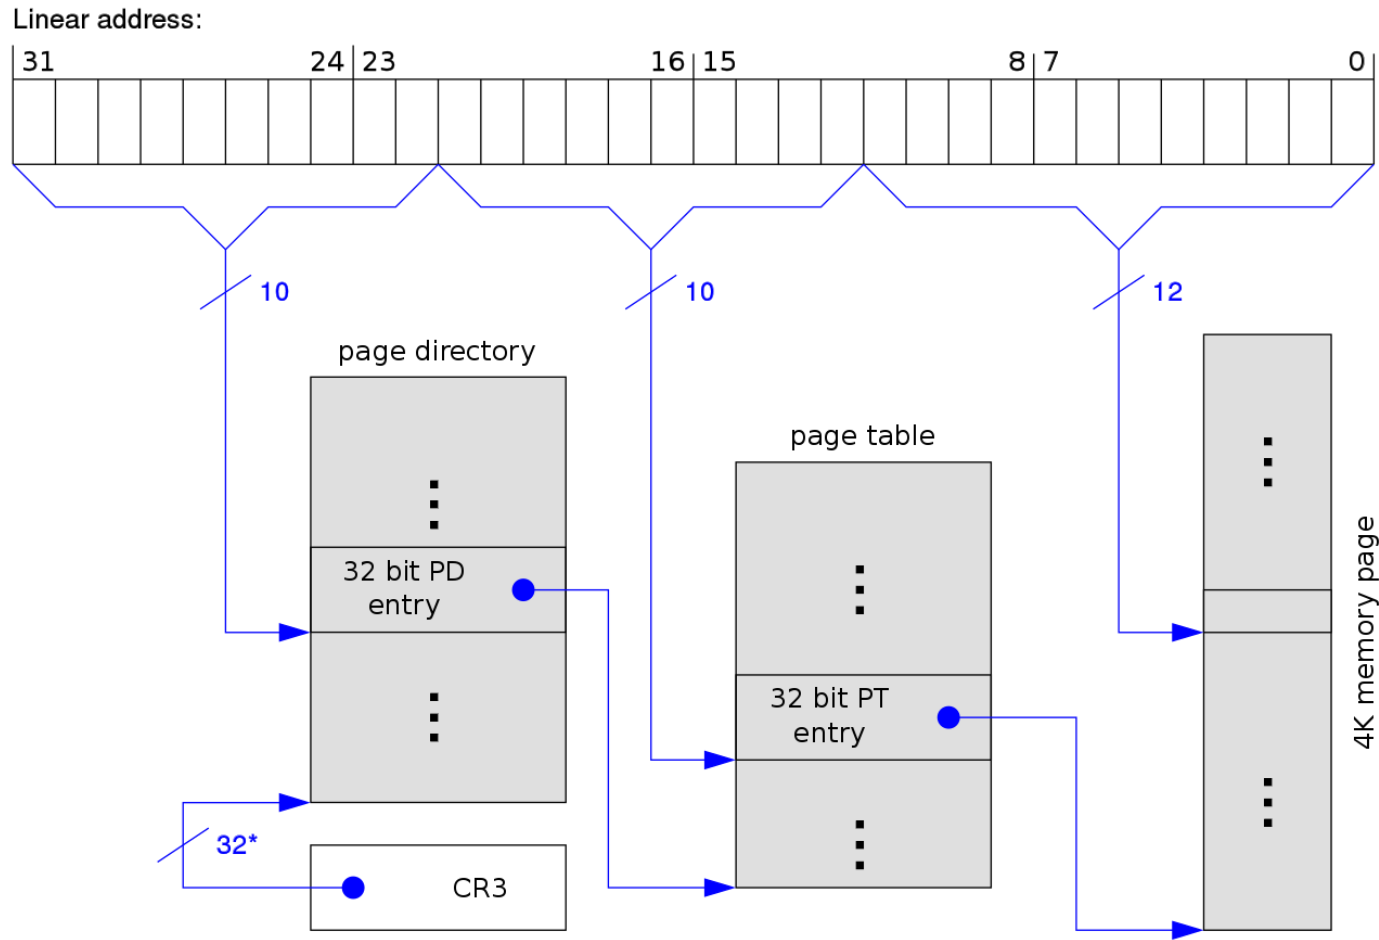 Linear address:
31 24 23 16 15 8 7 0
10 10 12
page directory
page table
32 bit PD
entry
32 bit PT
entry
4K memory page
32*
CR3